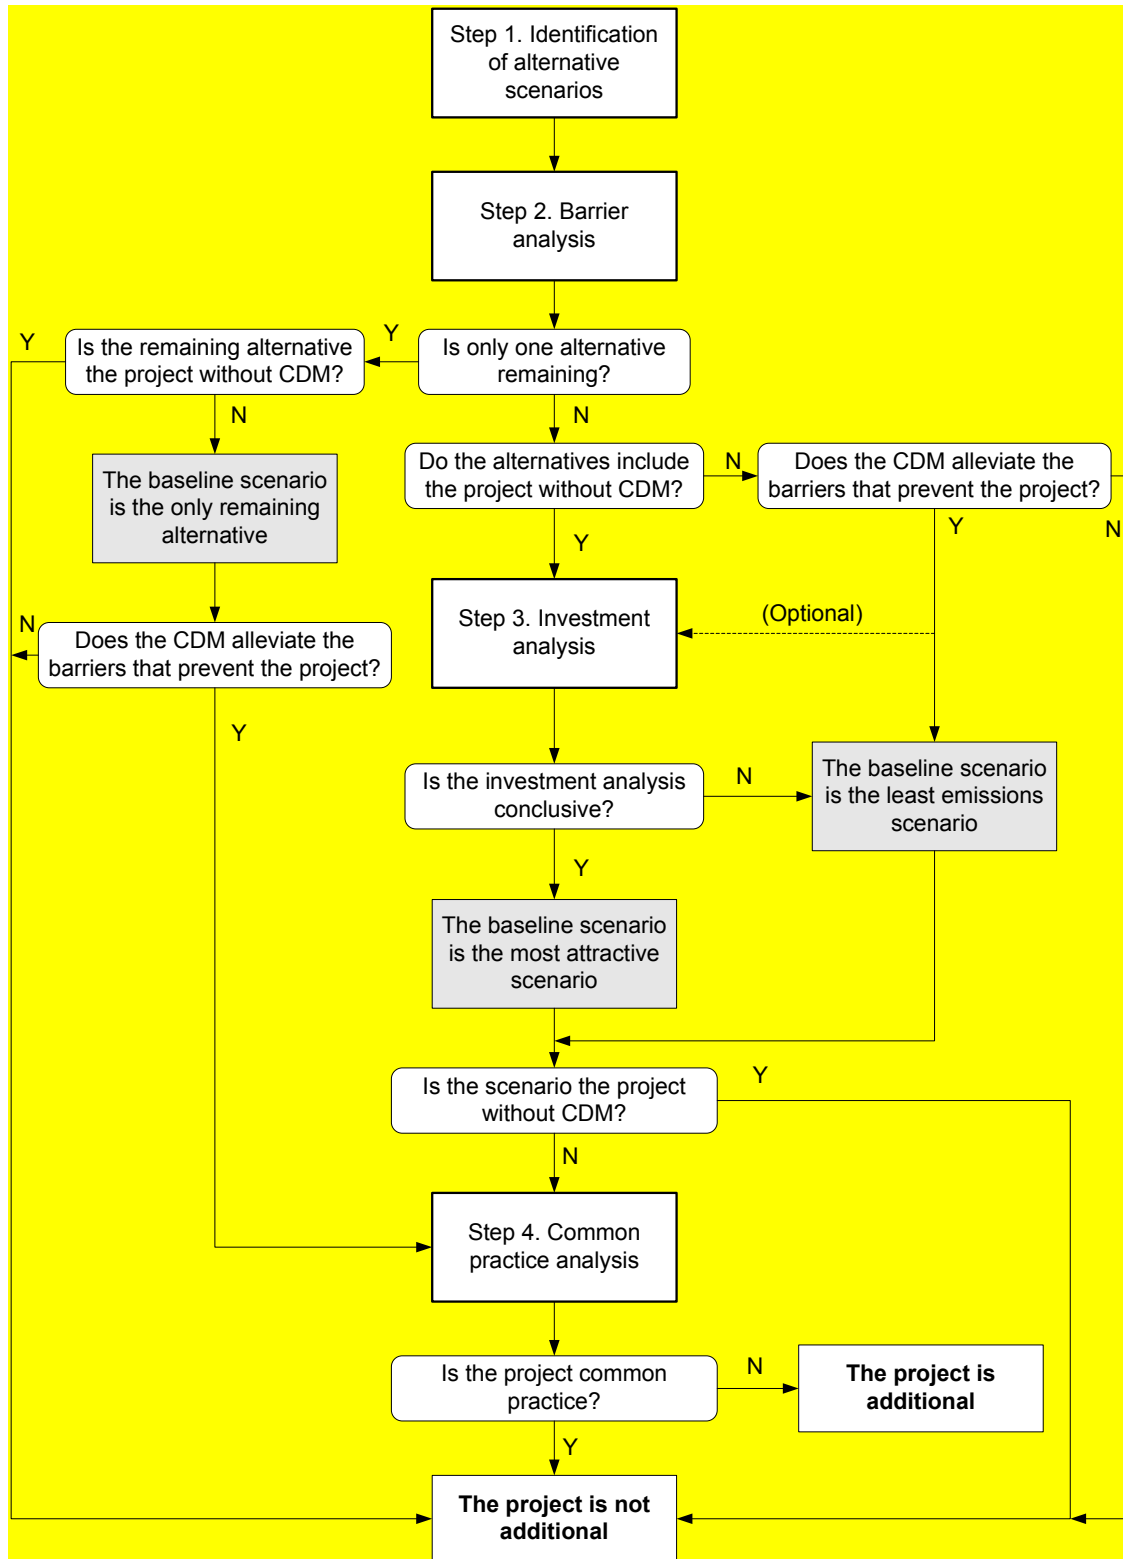 Step 1. Identification
of alternative
scenarios
Step 2. Barrier
analysis
Y
Is the remaining alternative
the project without CDM?
Y
Is only one alternative
remaining?
N
N
The baseline scenario
is the only remaining
alternative
Do the alternatives include
the project without CDM?
N
Does the CDM alleviate the
barriers that prevent the project?
Y
Y
N
N
Does the CDM alleviate the
barriers that prevent the project?
Step 3. Investment
analysis
(Optional)
Y
Is the investment analysis
conclusive?
N
The baseline scenario
is the least emissions
scenario
Y
The baseline scenario
is the most attractive
scenario
Is the scenario the project
without CDM?
Y
N
Step 4. Common
practice analysis
Is the project common
practice?
N
The project is
additional
Y
The project is not
additional